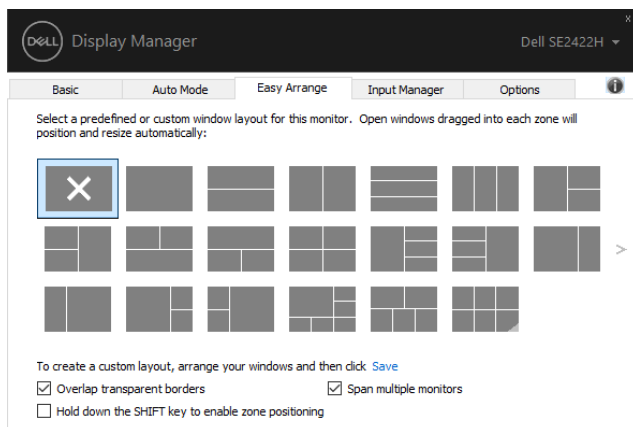 x
DELL Display Manager Dell SE2422H
Basic Auto Mode Easy Arrange Input Manager Options i
Select a predefined or custom window layout for this monitor. Open windows dragged into each zone will
position and resize automatically:
To create a custom layout, arrange your windows and then click Save
Overlap transparent borders Span multiple monitors
Hold down the SHIFT key to enable zone positioning